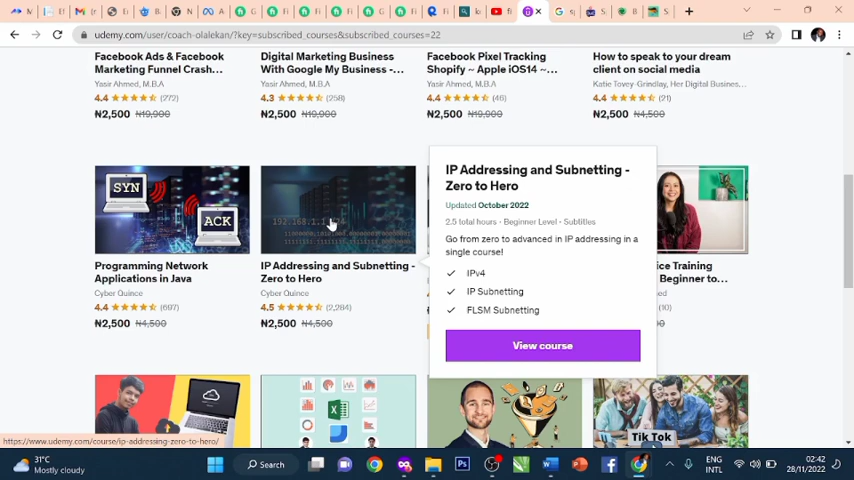 udemy.com/user/coach-olalekan/?key=subscribed_courses&subscribed_courses=22
Facebook Ads & Facebook
Marketing Funnel Crash...
Yasir Ahmed, M.B.A
4.4 (272)
₦2,500 ₦19,900
Digital Marketing Business
With Google My Business -...
Yasir Ahmed, M.B.A
4.3 (258)
₦2,500 ₦19,900
Facebook Pixel Tracking
Shopify ~ Apple iOS14 ~...
Yasir Ahmed, M.B.A
4.4 (46)
₦2,500 ₦19,900
How to speak to your dream
client on social media
Katie Tovey-Grindlay, Her Digital Busines...
4.4 (21)
₦2,500 ₦4,500
SYN
ACK
Programming Network
Applications in Java
Cyber Quince
4.4 (697)
₦2,500 ₦4,500
IP Addressing and Subnetting -
Zero to Hero
Cyber Quince
4.5 (2,284)
₦2,500 ₦4,500
IP Addressing and Subnetting -
Zero to Hero
Updated October 2022
2.5 total hours · Beginner Level · Subtitles
Go from zero to advanced in IP addressing in a
single course!
IPv4
IP Subnetting
FLSM Subnetting
View course
ice Training
Beginner to...
(10)
Tik Tok
https://www.udemy.com/course/ip-addressing-zero-to-hero/
31°C
Mostly cloudy
Search
ENG
INTL
02:42
28/11/2022